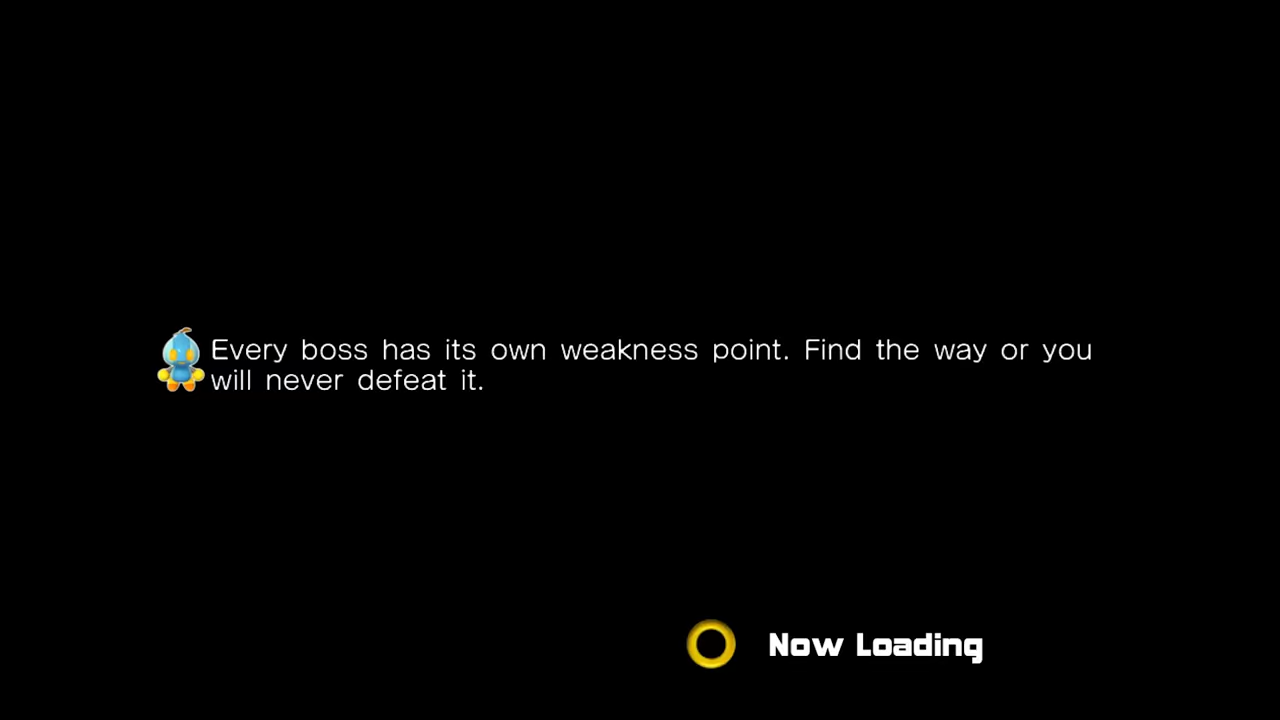 Every boss has its own weakness point. Find the way or you
will never defeat it.
Now Loading